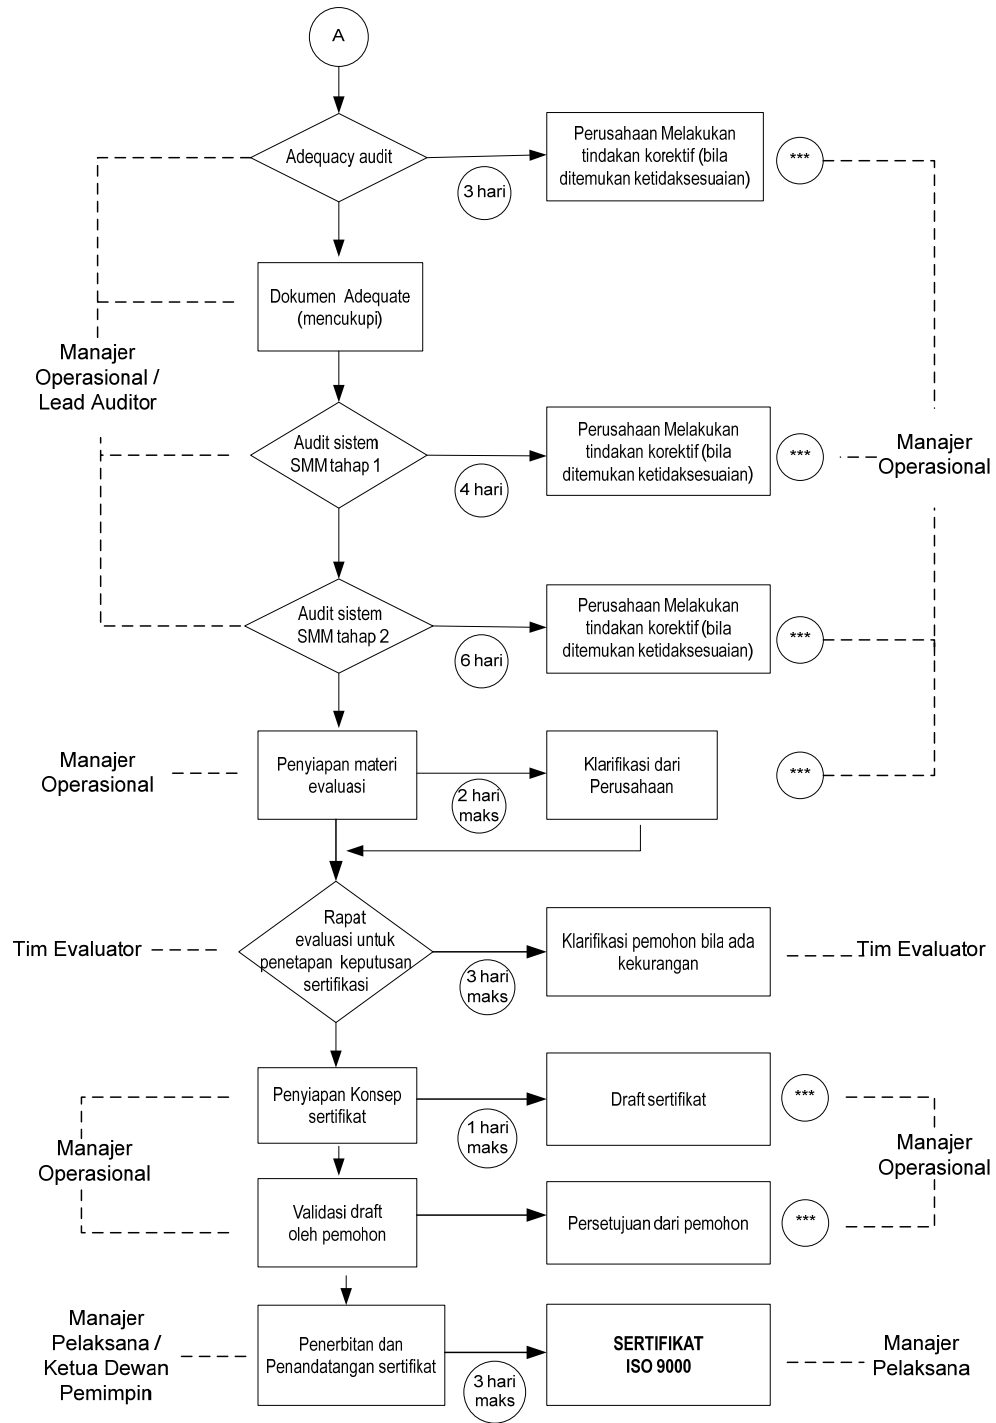 A
Adequacy audit
3 hari
Perusahaan Melakukan
tindakan korektif (bila
ditemukan ketidaksesuaian)
***
Dokumen Adequate
(mencukupi)
Manajer
Operasional /
Lead Auditor
Audit sistem
SMM tahap 1
4 hari
Perusahaan Melakukan
tindakan korektif (bila
ditemukan ketidaksesuaian)
***
Manajer
Operasional
Audit sistem
SMM tahap 2
6 hari
Perusahaan Melakukan
tindakan korektif (bila
ditemukan ketidaksesuaian)
***
Manajer
Operasional
Penyiapan materi
evaluasi
2 hari
maks
Klarifikasi dari
Perusahaan
***
Tim Evaluator
Rapat
evaluasi untuk
penetapan keputusan
sertifikasi
3 hari
maks
Klarifikasi pemohon bila ada
kekurangan
Tim Evaluator
Penyiapan Konsep
sertifikat
1 hari
maks
Draft sertifikat
***
Manajer
Operasional
Manajer
Operasional
Validasi draft
oleh pemohon
Persetujuan dari pemohon
***
Manajer
Pelaksana /
Ketua Dewan
Pemimpin
Penerbitan dan
Penandatangan sertifikat
3 hari
maks
SERTIFIKAT
ISO 9000
Manajer
Pelaksana